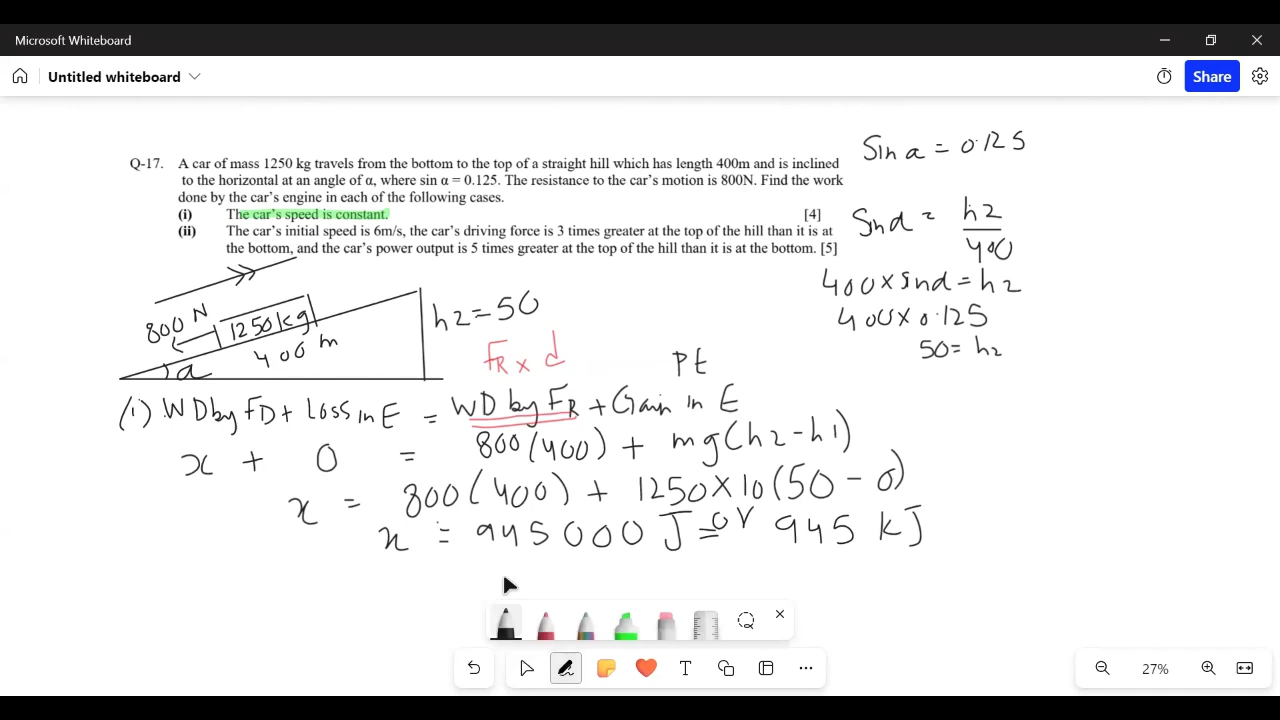 Microsoft Whiteboard
Untitled whiteboard
Share
Q-17. A car of mass 1250 kg travels from the bottom to the top of a straight hill which has length 400m and is inclined
to the horizontal at an angle of α, where sin α = 0.125. The resistance to the car's motion is 800N. Find the work
done by the car's engine in each of the following cases.
(i) The car's speed is constant. [4]
(ii) The car's initial speed is 6m/s, the car's driving force is 3 times greater at the top of the hill than it is at
the bottom, and the car's power output is 5 times greater at the top of the hill than it is at the bottom. [5]
Sin a = 0.125
Sin α = h2/400
400 x sin α = h2
400 x 0.125
50 = h2
800 N
1250 kg
400 m
a
h2 = 50
FR x d
PE
(i) WD by FD + Loss in E = WD by FR + Gain in E
x + 0 = 800(400) + mg(h2-h1)
x = 800(400) + 1250 x 10 (50 - 0)
x = 945000 J = or 945 kJ
27%